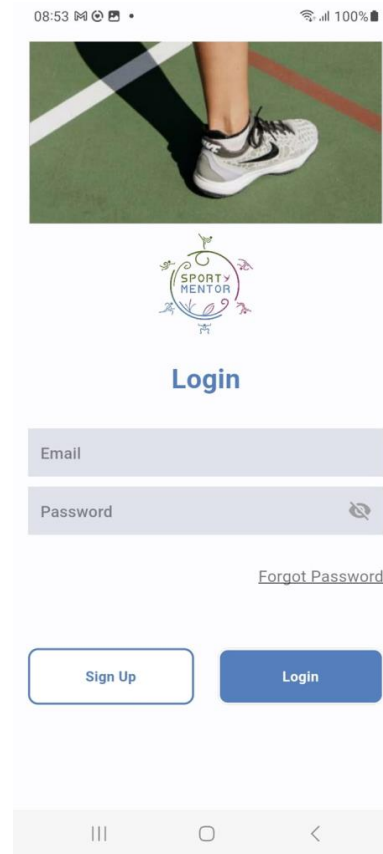 08:53
100%
SPORTY
MENTOR
Login
Email
Password
Forgot Password
Sign Up
Login